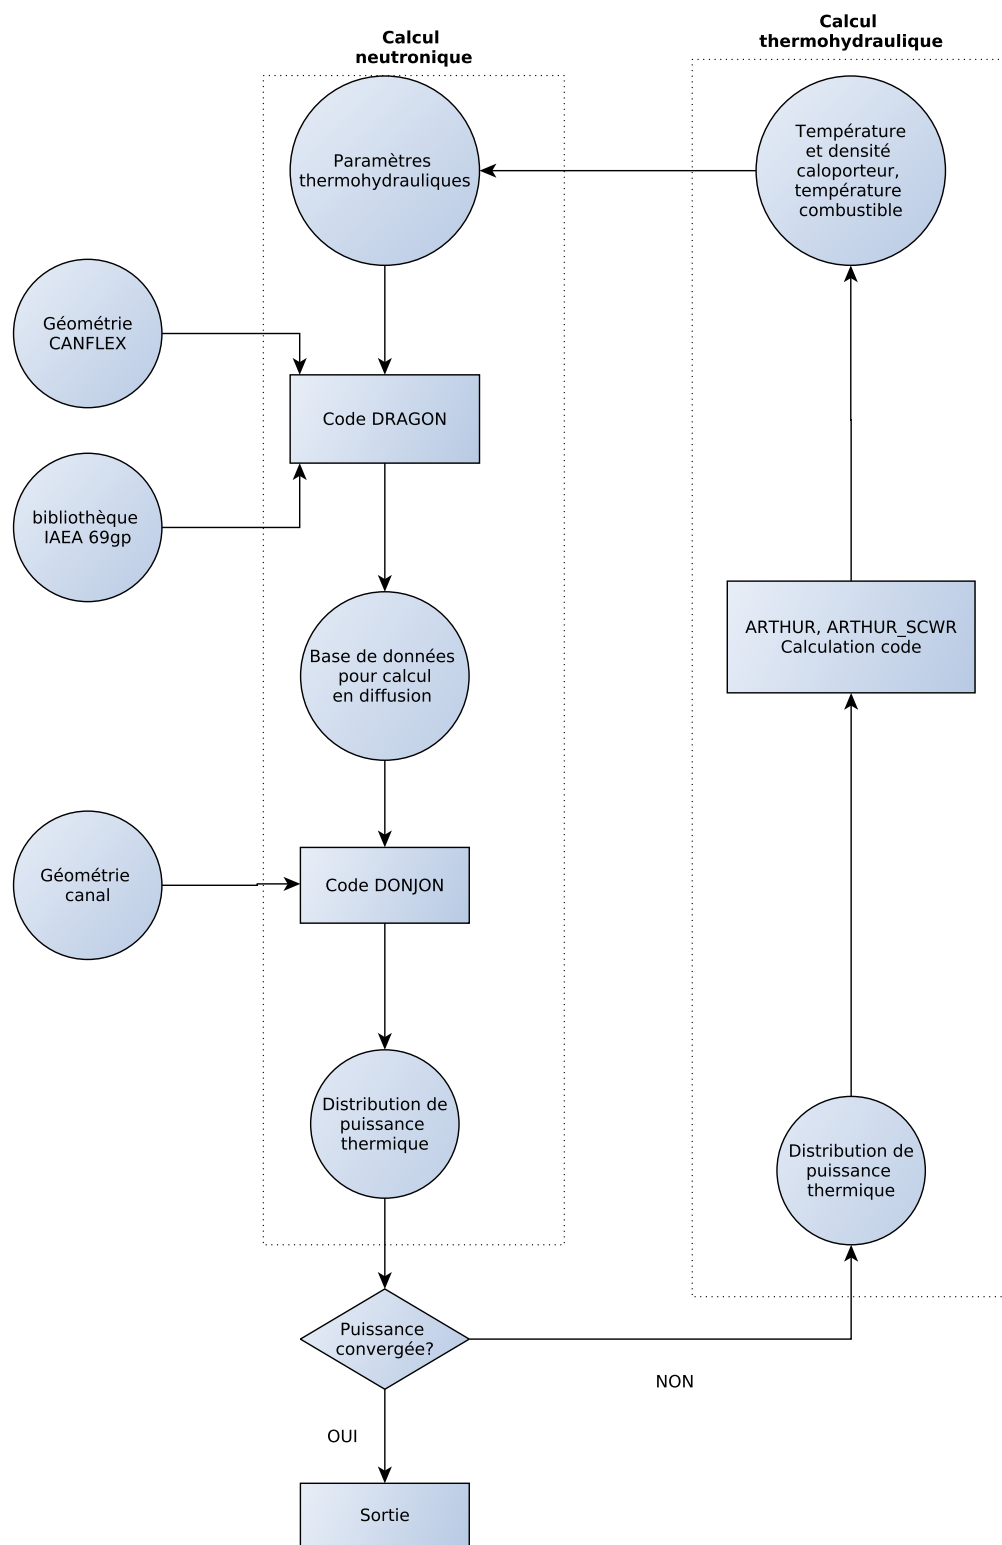 Calcul
neutronique
Calcul
thermohydraulique
Paramètres
thermohydrauliques
Température
et densité
caloporteur,
température
combustible
Géométrie
CANFLEX
Code DRAGON
bibliothèque
IAEA 69gp
Base de données
pour calcul
en diffusion
ARTHUR, ARTHUR_SCWR
Calculation code
Géométrie
canal
Code DONJON
Distribution de
puissance
thermique
Distribution de
puissance
thermique
Puissance
convergée?
NON
OUI
Sortie